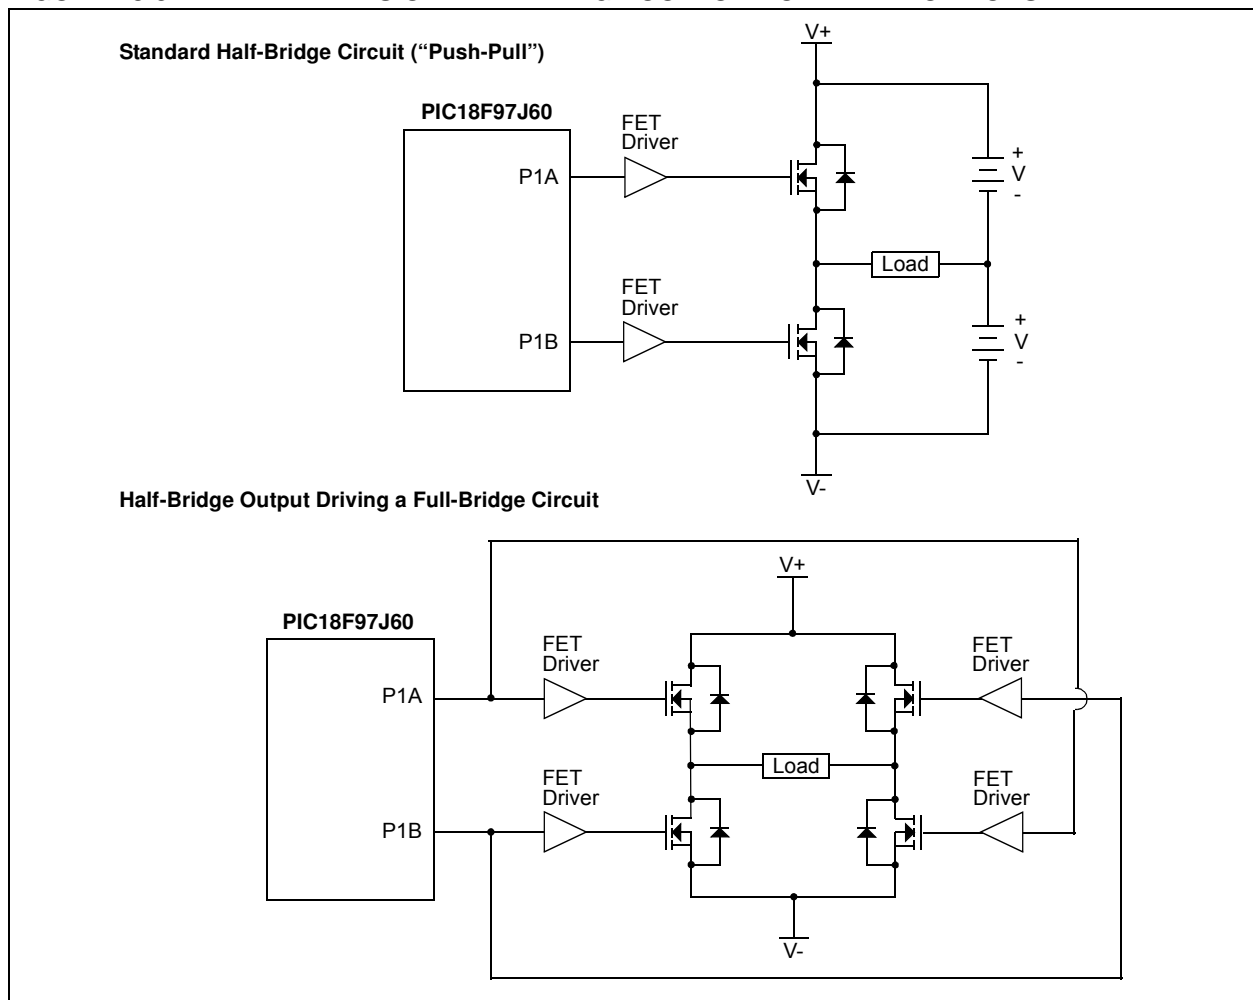 Standard Half-Bridge Circuit (“Push-Pull”)
V+
PIC18F97J60
FET
Driver
P1A
+
V
-
Load
FET
Driver
P1B
+
V
-
V-
Half-Bridge Output Driving a Full-Bridge Circuit
V+
PIC18F97J60
FET
Driver
FET
Driver
P1A
Load
FET
Driver
FET
Driver
P1B
V-